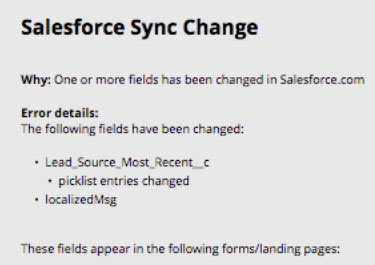 Salesforce Sync Change
Why: One or more fields has been changed in Salesforce.com
Error details:
The following fields have been changed:
• Lead_Source_Most_Recent__c
• picklist entries changed
• localizedMsg
These fields appear in the following forms/landing pages: